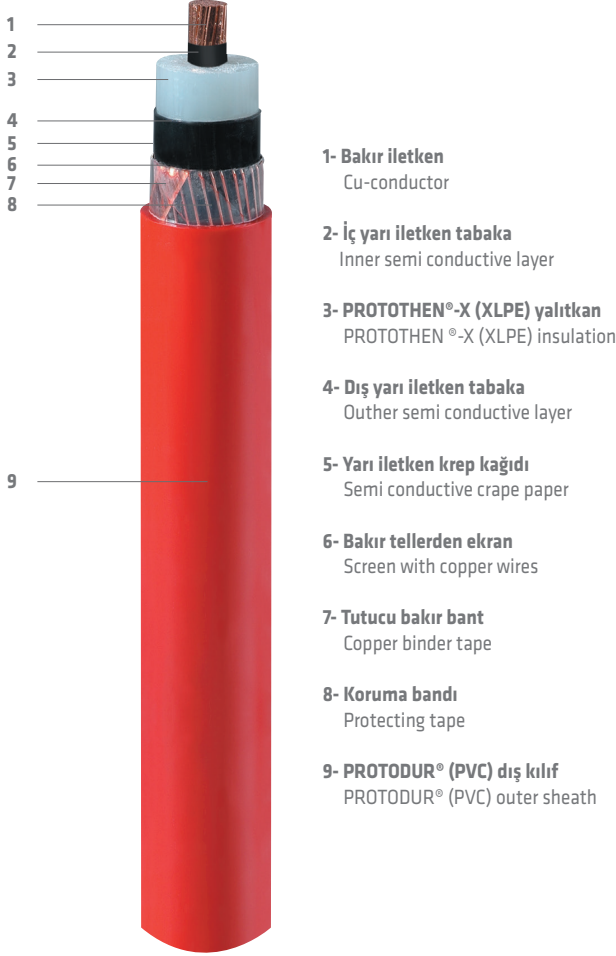 1
2
3
4
5
6
7
8
9
1- Bakır iletken
Cu-conductor
2- İç yarı iletken tabaka
Inner semi conductive layer
3- PROTOTHEN®-X (XLPE) yalıtkan
PROTOTHEN ®-X (XLPE) insulation
4- Dış yarı iletken tabaka
Outher semi conductive layer
5- Yarı iletken krep kağıdı
Semi conductive crape paper
6- Bakır tellerden ekran
Screen with copper wires
7- Tutucu bakır bant
Copper binder tape
8- Koruma bandı
Protecting tape
9- PROTODUR® (PVC) dış kılıf
PROTODUR® (PVC) outer sheath